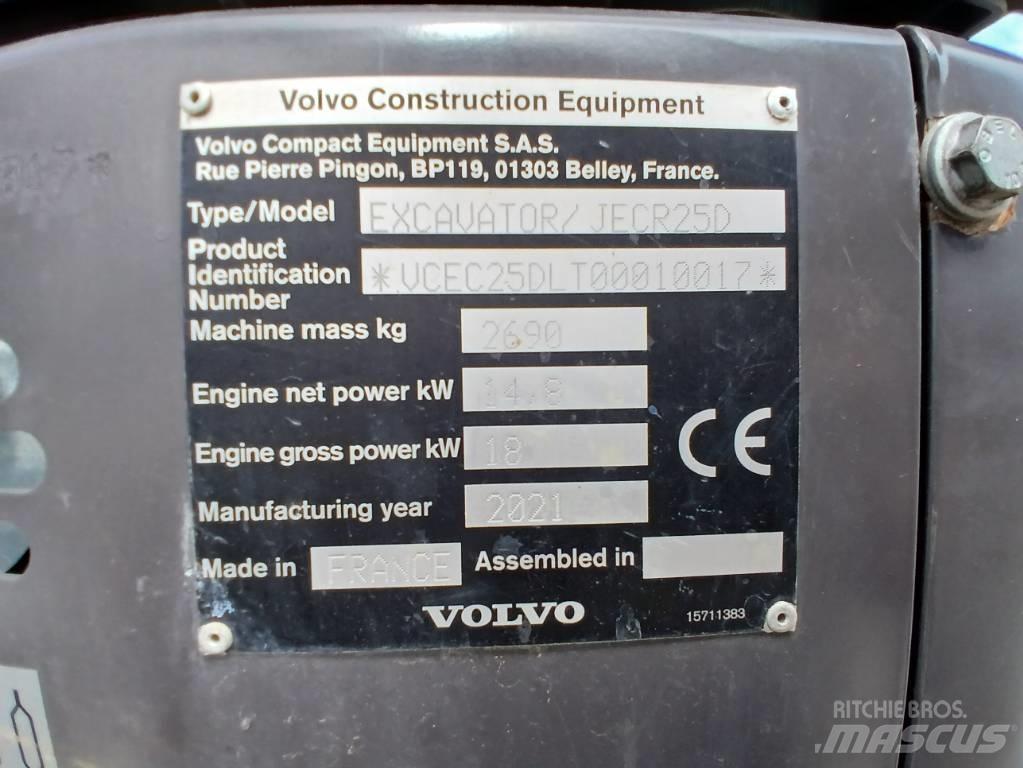 Volvo Construction Equipment
Volvo Compact Equipment S.A.S.
Rue Pierre Pingon, BP119, 01303 Belley, France.
Type/Model EXCAVATOR/JECR25D
Product
Identification *VCEC25DLT00010017*
Number
Machine mass kg 2690
Engine net power kW 14.8
Engine gross power kW 18
CE
Manufacturing year 2021
Made in FRANCE Assembled in
VOLVO 15711383
RITCHIE BROS.
MASCUS